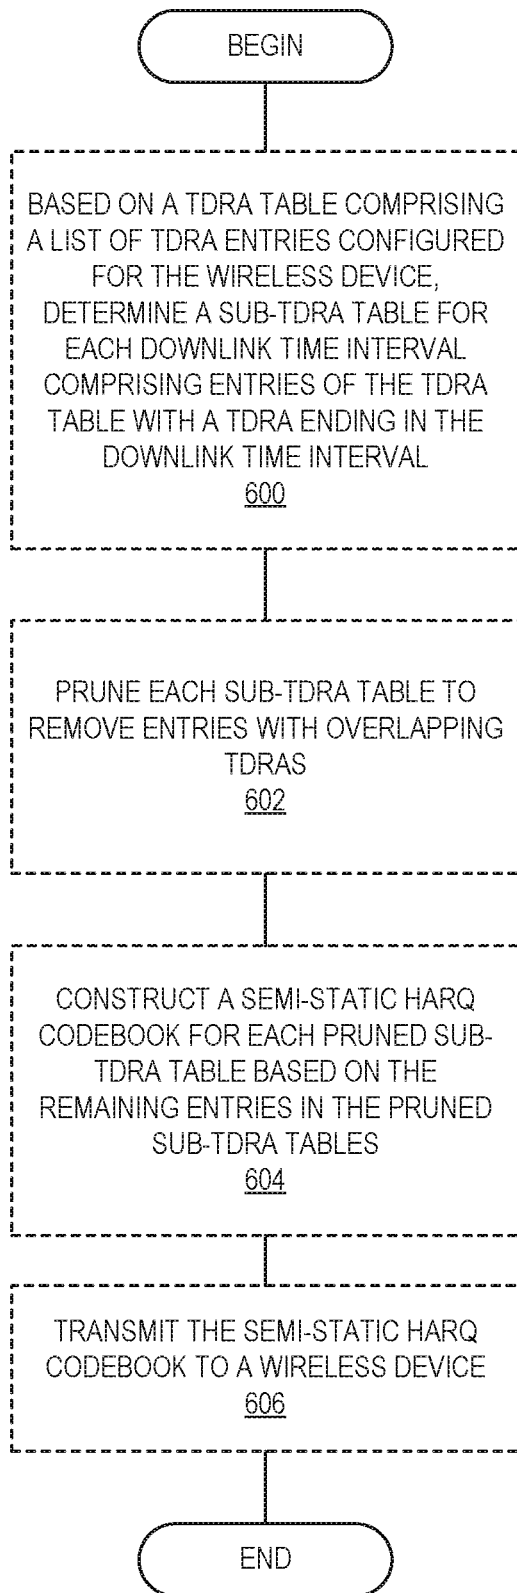 BEGIN
BASED ON A TDRA TABLE COMPRISING
A LIST OF TDRA ENTRIES CONFIGURED
FOR THE WIRELESS DEVICE,
DETERMINE A SUB-TDRA TABLE FOR
EACH DOWNLINK TIME INTERVAL
COMPRISING ENTRIES OF THE TDRA
TABLE WITH A TDRA ENDING IN THE
DOWNLINK TIME INTERVAL
600
PRUNE EACH SUB-TDRA TABLE TO
REMOVE ENTRIES WITH OVERLAPPING
TDRAS
602
CONSTRUCT A SEMI-STATIC HARQ
CODEBOOK FOR EACH PRUNED SUB-
TDRA TABLE BASED ON THE
REMAINING ENTRIES IN THE PRUNED
SUB-TDRA TABLES
604
TRANSMIT THE SEMI-STATIC HARQ
CODEBOOK TO A WIRELESS DEVICE
606
END